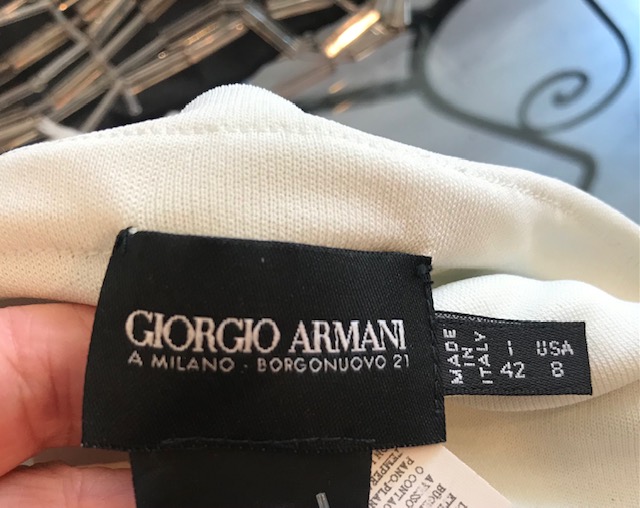 GIORGIO ARMANI
A MILANO - BORGONUOVO 21
MADE
IN
ITALY
I USA
42 8